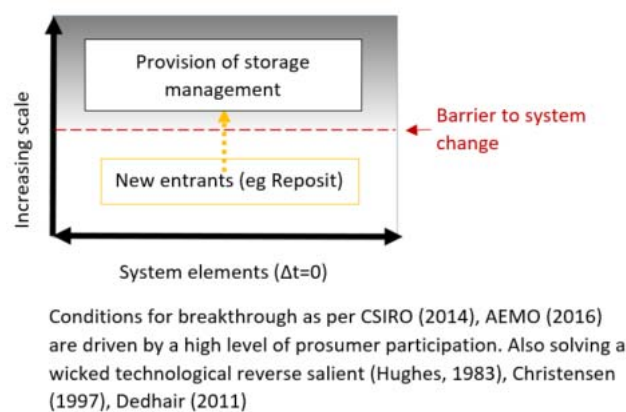 Provision of storage
management
Increasing scale
Barrier to system
change
New entrants (eg Reposit)
System elements (Δt=0)
Conditions for breakthrough as per CSIRO (2014), AEMO (2016)
are driven by a high level of prosumer participation. Also solving a
wicked technological reverse salient (Hughes, 1983), Christensen
(1997), Dedhair (2011)